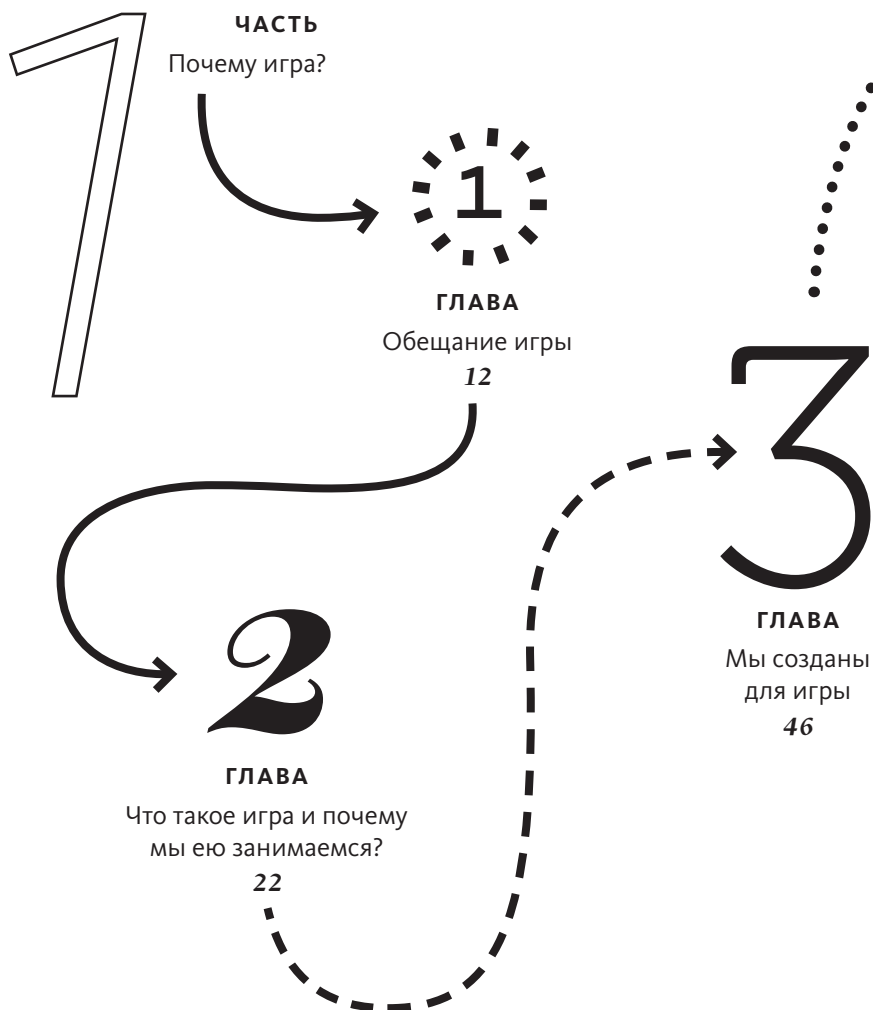 1
ЧАСТЬ
Почему игра?
1
ГЛАВА
Обещание игры
12
2
ГЛАВА
Что такое игра и почему
мы ею занимаемся?
22
3
ГЛАВА
Мы созданы
для игры
46